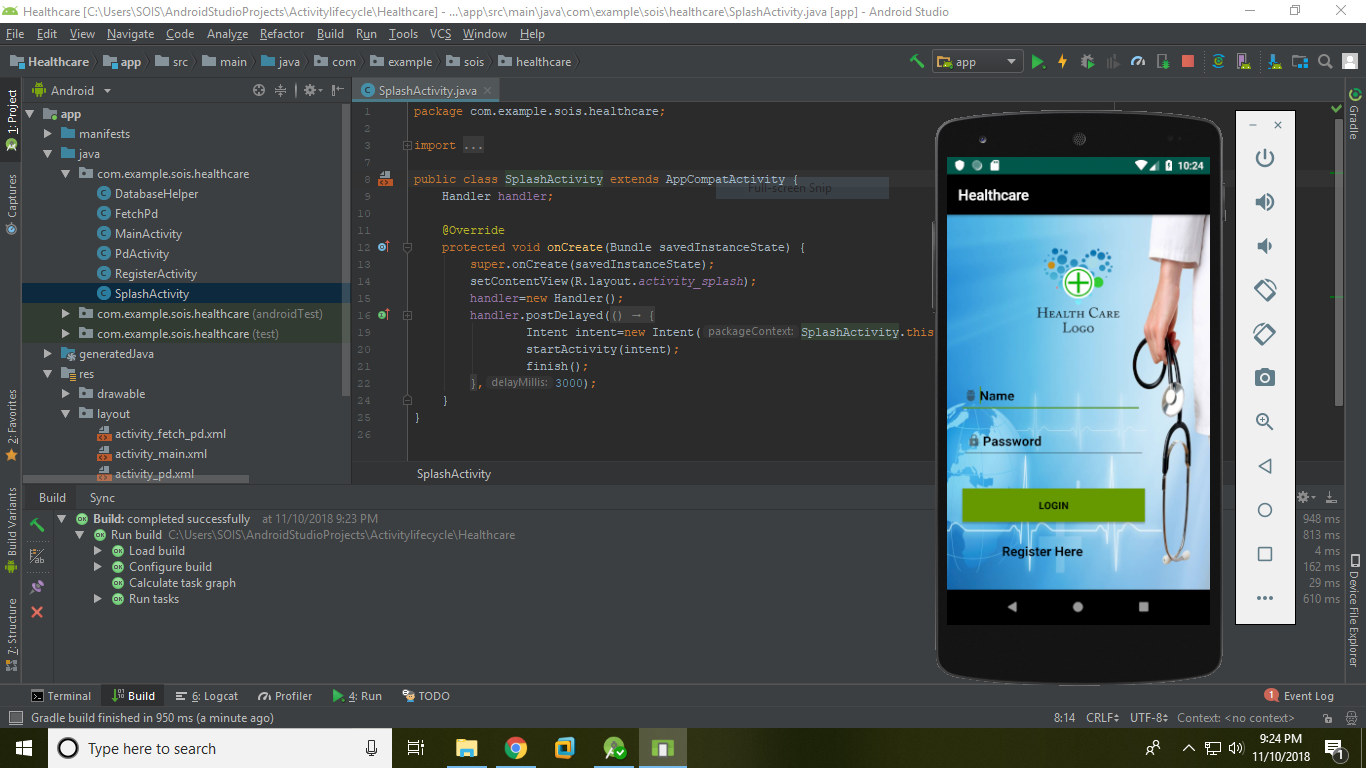 Healthcare [C:\Users\SOIS\AndroidStudioProjects\Activitylifecycle\Healthcare] - ...\app\src\main\java\com\example\sois\healthcare\SplashActivity.java [app] - Android Studio
File Edit View Navigate Code Analyze Refactor Build Run Tools VCS Window Help
Healthcare app src main java com example sois healthcare
app
Android
SplashActivity.java
1: Project
Captures
2: Favorites
Build Variants
7: Structure
app
manifests
java
com.example.sois.healthcare
DatabaseHelper
FetchPd
MainActivity
PdActivity
RegisterActivity
SplashActivity
com.example.sois.healthcare (androidTest)
com.example.sois.healthcare (test)
generatedJava
res
drawable
layout
activity_fetch_pd.xml
activity_main.xml
activity_pd.xml
1 package com.example.sois.healthcare;
2
3 import ...
7
8 public class SplashActivity extends AppCompatActivity {
Full-screen Snip
9 Handler handler;
10
11 @Override
12 protected void onCreate(Bundle savedInstanceState) {
13 super.onCreate(savedInstanceState);
14 setContentView(R.layout.activity_splash);
15 handler=new Handler();
16 handler.postDelayed(() → {
19 Intent intent=new Intent( packageContext: SplashActivity.this
20 startActivity(intent);
21 finish();
22 }, delayMillis: 3000);
24 }
25 }
26
SplashActivity
10:24
Healthcare
HEALTH CARE
LOGO
Name
Password
LOGIN
Register Here
Gradle
Device File Explorer
Build Sync
Build: completed successfully at 11/10/2018 9:23 PM
948 ms
Run build C:\Users\SOIS\AndroidStudioProjects\Activitylifecycle\Healthcare
813 ms
Load build
4 ms
Configure build
162 ms
Calculate task graph
29 ms
Run tasks
610 ms
Terminal Build 6: Logcat Profiler 4: Run TODO
1 Event Log
Gradle build finished in 950 ms (a minute ago)
8:14 CRLF UTF-8 Context: <no context>
Type here to search
9:24 PM
11/10/2018
1